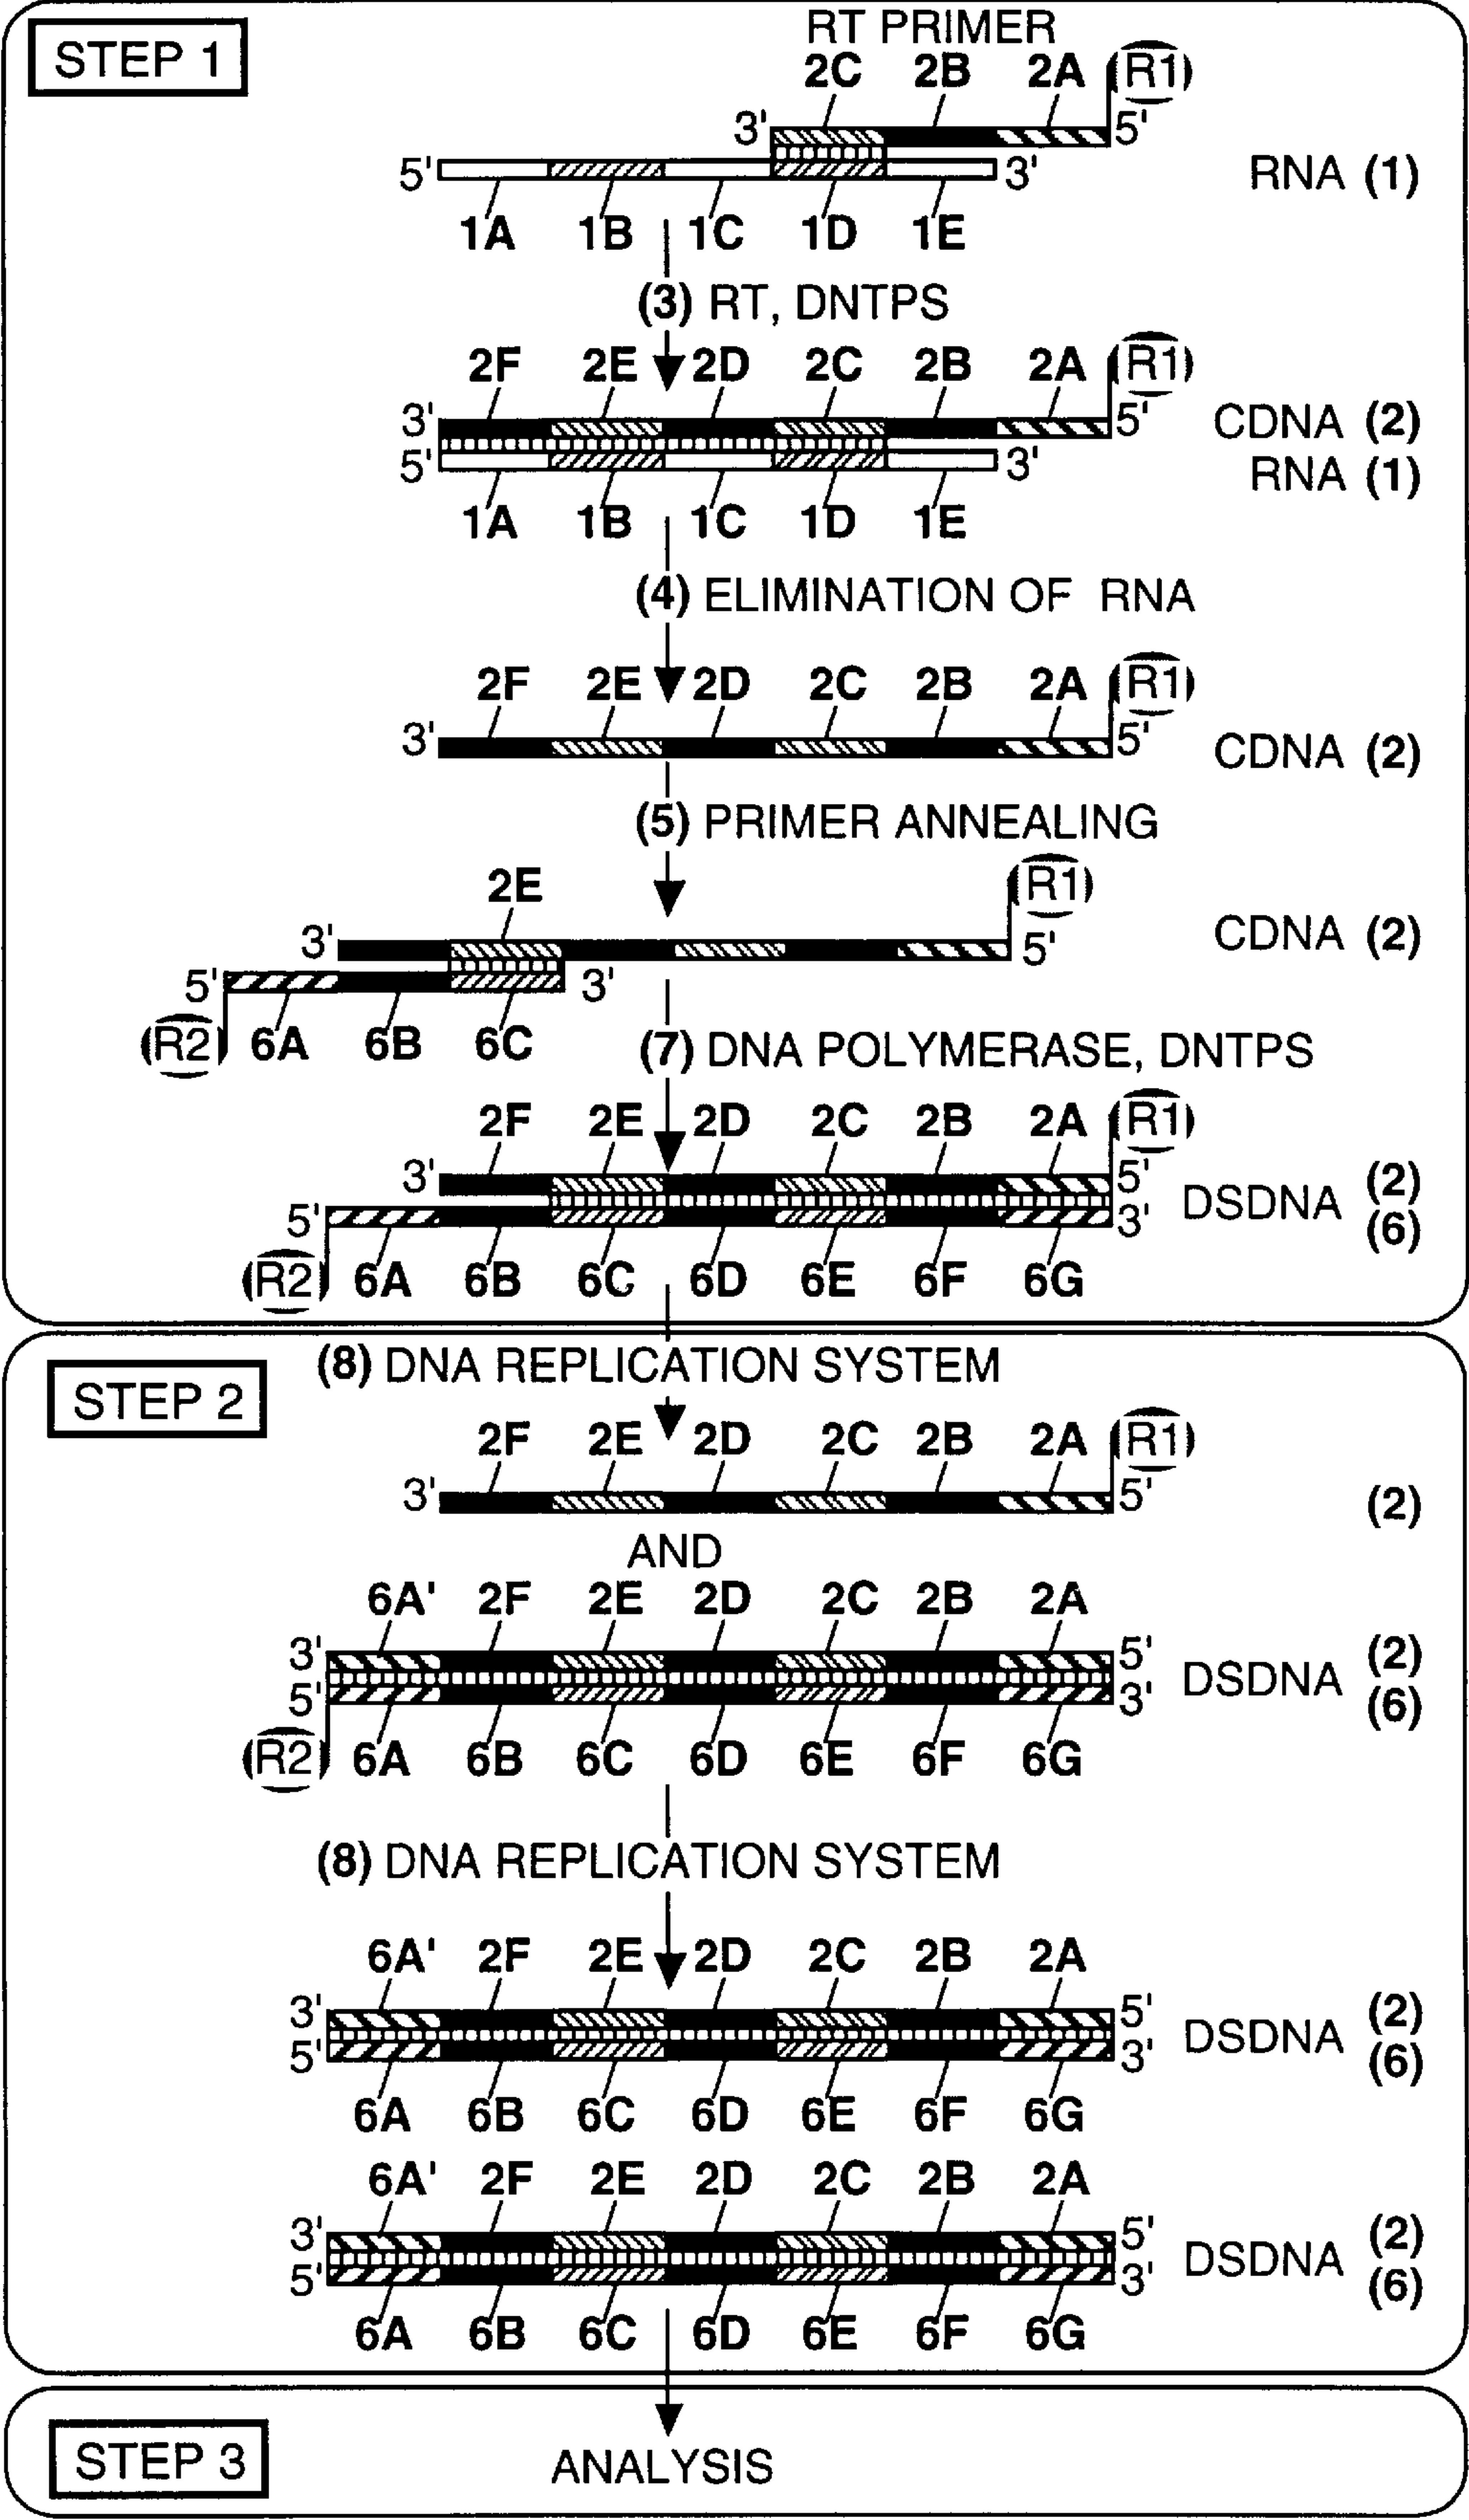 STEP 1
RT PRIMER
2C 2B 2A (R1)
3' 5'
5' 3' RNA (1)
1A 1B 1C 1D 1E
(3) RT, DNTPS
2F 2E 2D 2C 2B 2A (R1)
3' 5' CDNA (2)
5' 3' RNA (1)
1A 1B 1C 1D 1E
(4) ELIMINATION OF RNA
2F 2E 2D 2C 2B 2A (R1)
3' 5' CDNA (2)
(5) PRIMER ANNEALING
2E (R1)
3' 5' CDNA (2)
5' 3'
(R2) 6A 6B 6C
(7) DNA POLYMERASE, DNTPS
2F 2E 2D 2C 2B 2A (R1)
3' 5' (2)
DSDNA
5' 3' (6)
(R2) 6A 6B 6C 6D 6E 6F 6G
STEP 2
(8) DNA REPLICATION SYSTEM
2F 2E 2D 2C 2B 2A (R1)
3' 5' (2)
AND
6A' 2F 2E 2D 2C 2B 2A
3' 5' (2)
DSDNA
5' 3' (6)
(R2) 6A 6B 6C 6D 6E 6F 6G
(8) DNA REPLICATION SYSTEM
6A' 2F 2E 2D 2C 2B 2A
3' 5' (2)
DSDNA
5' 3' (6)
6A 6B 6C 6D 6E 6F 6G
6A' 2F 2E 2D 2C 2B 2A
3' 5' (2)
DSDNA
5' 3' (6)
6A 6B 6C 6D 6E 6F 6G
STEP 3
ANALYSIS